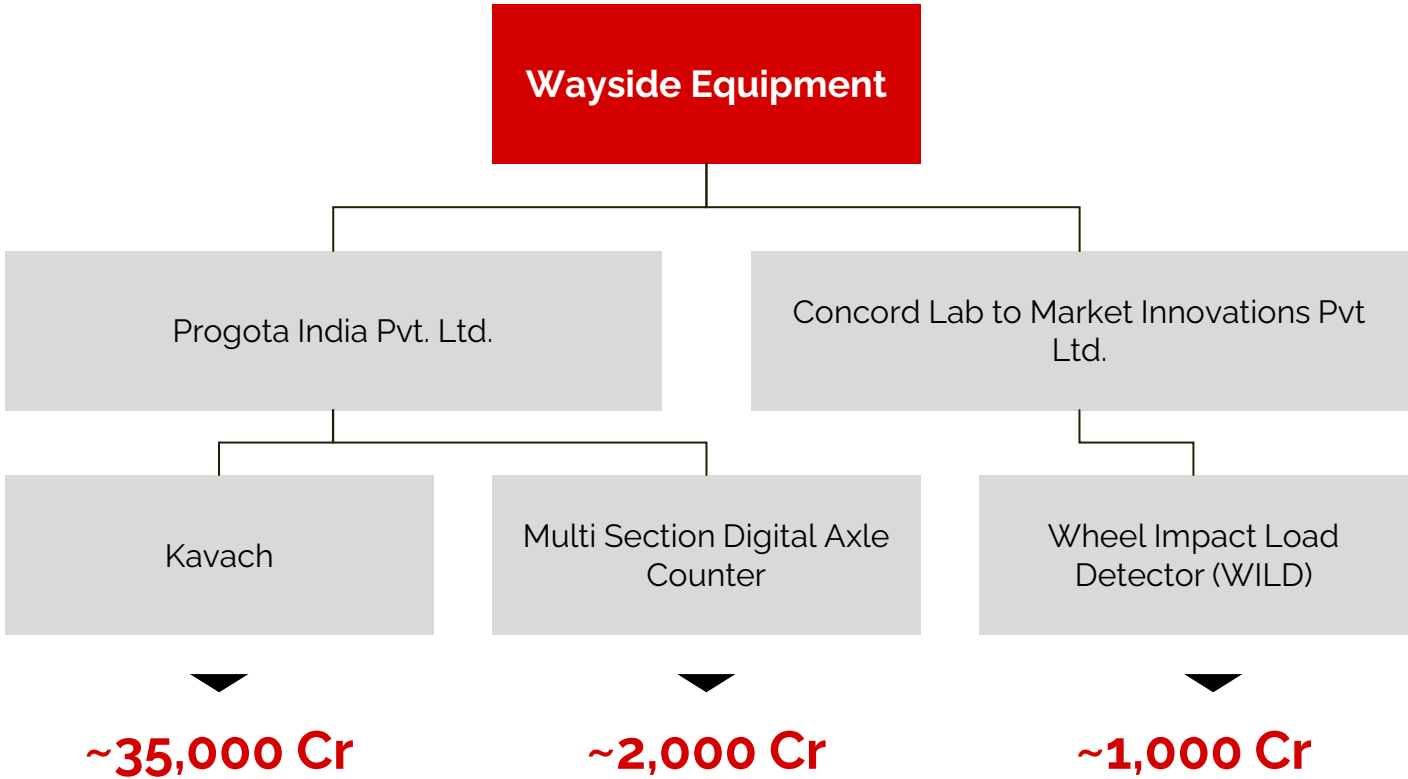 Wayside Equipment
Progota India Pvt. Ltd.
Concord Lab to Market Innovations Pvt
Ltd.
Kavach
Multi Section Digital Axle
Counter
Wheel Impact Load
Detector (WILD)
~35,000 Cr
~2,000 Cr
~1,000 Cr